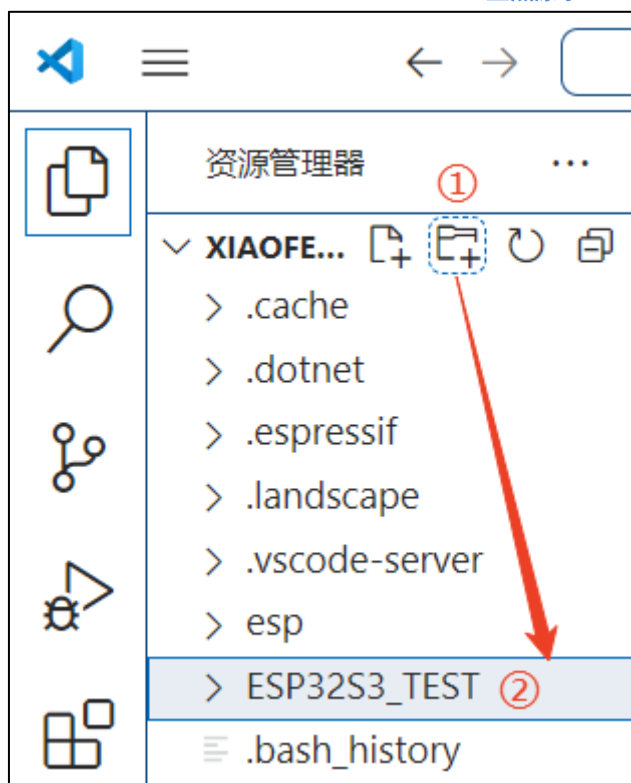 资源管理器
①
XIAOFE...
.cache
.dotnet
.espressif
.landscape
.vscode-server
esp
ESP32S3_TEST ②
.bash_history